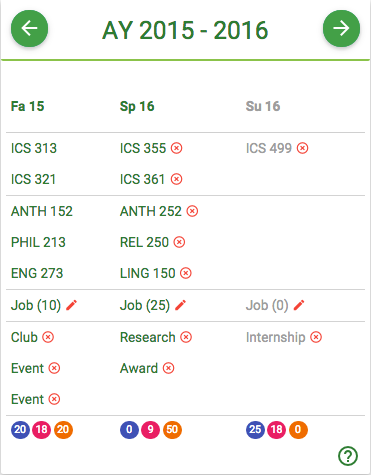 AY 2015 - 2016
Fa 15 Sp 16 Su 16
ICS 313 ICS 355 ICS 499
ICS 321 ICS 361
ANTH 152 ANTH 252
PHIL 213 REL 250
ENG 273 LING 150
Job (10) Job (25) Job (0)
Club Research Internship
Event Award
Event
20 18 20 0 9 50 25 18 0
?